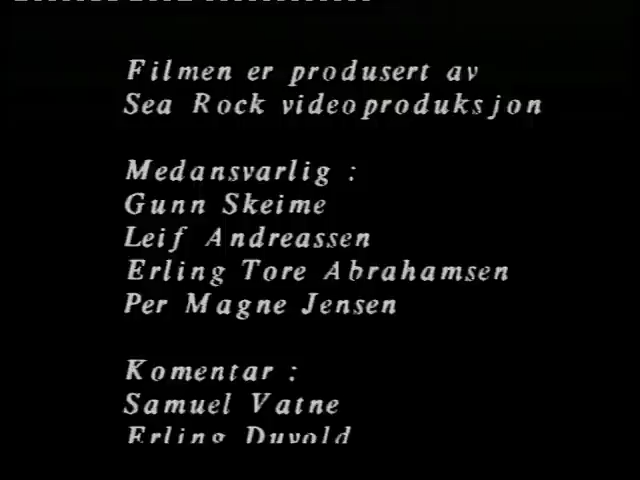 Filmen er produsert av
Sea Rock videoproduksjon
Medansvarlig :
Gunn Skeime
Leif Andreassen
Erling Tore Abrahamsen
Per Magne Jensen
Komentar :
Samuel Vatne
Erling Duvold